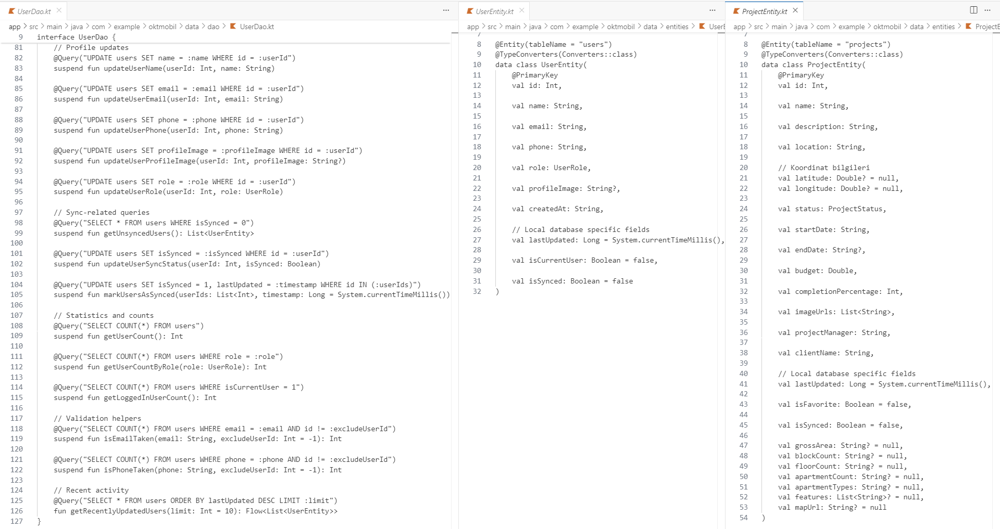 UserDao.kt
app > src > main > java > com > example > oktmobil > data > dao > UserDao.kt
9 interface UserDao {
81 // Profile updates
82 @Query("UPDATE users SET name = :name WHERE id = :userId")
83 suspend fun updateUserName(userId: Int, name: String)
84
85 @Query("UPDATE users SET email = :email WHERE id = :userId")
86 suspend fun updateUserEmail(userId: Int, email: String)
87
88 @Query("UPDATE users SET phone = :phone WHERE id = :userId")
89 suspend fun updateUserPhone(userId: Int, phone: String)
90
91 @Query("UPDATE users SET profileImage = :profileImage WHERE id = :userId")
92 suspend fun updateUserProfileImage(userId: Int, profileImage: String?)
93
94 @Query("UPDATE users SET role = :role WHERE id = :userId")
95 suspend fun updateUserRole(userId: Int, role: UserRole)
96
97 // Sync-related queries
98 @Query("SELECT * FROM users WHERE isSynced = 0")
99 suspend fun getUnsyncedUsers(): List<UserEntity>
100
101 @Query("UPDATE users SET isSynced = :isSynced WHERE id = :userId")
102 suspend fun updateUserSyncStatus(userId: Int, isSynced: Boolean)
103
104 @Query("UPDATE users SET isSynced = 1, lastUpdated = :timestamp WHERE id IN (:userIds)")
105 suspend fun markUsersAsSynced(userIds: List<Int>, timestamp: Long = System.currentTimeMillis())
106
107 // Statistics and counts
108 @Query("SELECT COUNT(*) FROM users")
109 suspend fun getUserCount(): Int
110
111 @Query("SELECT COUNT(*) FROM users WHERE role = :role")
112 suspend fun getUserCountByRole(role: UserRole): Int
113
114 @Query("SELECT COUNT(*) FROM users WHERE isCurrentUser = 1")
115 suspend fun getLoggedInUserCount(): Int
116
117 // Validation helpers
118 @Query("SELECT COUNT(*) FROM users WHERE email = :email AND id != :excludeUserId")
119 suspend fun isEmailTaken(email: String, excludeUserId: Int = -1): Int
120
121 @Query("SELECT COUNT(*) FROM users WHERE phone = :phone AND id != :excludeUserId")
122 suspend fun isPhoneTaken(phone: String, excludeUserId: Int = -1): Int
123
124 // Recent activity
125 @Query("SELECT * FROM users ORDER BY lastUpdated DESC LIMIT :limit")
126 fun getRecentlyUpdatedUsers(limit: Int = 10): Flow<List<UserEntity>>
127 }
UserEntity.kt
app > src > main > java > com > example > oktmobil > data > entities > UserE
7
8 @Entity(tableName = "users")
9 @TypeConverters(Converters::class)
10 data class UserEntity(
11 @PrimaryKey
12 val id: Int,
13
14 val name: String,
15
16 val email: String,
17
18 val phone: String,
19
20 val role: UserRole,
21
22 val profileImage: String?,
23
24 val createdAt: String,
25
26 // Local database specific fields
27 val lastUpdated: Long = System.currentTimeMillis(),
28
29 val isCurrentUser: Boolean = false,
30
31 val isSynced: Boolean = false
32 )
ProjectEntity.kt
app > src > main > java > com > example > oktmobil > data > entities > ProjectE
7
8 @Entity(tableName = "projects")
9 @TypeConverters(Converters::class)
10 data class ProjectEntity(
11 @PrimaryKey
12 val id: Int,
13
14 val name: String,
15
16 val description: String,
17
18 val location: String,
19
20 // Koordinat bilgileri
21 val latitude: Double? = null,
22 val longitude: Double? = null,
23
24 val status: ProjectStatus,
25
26 val startDate: String,
27
28 val endDate: String?,
29
30 val budget: Double,
31
32 val completionPercentage: Int,
33
34 val imageUrls: List<String>,
35
36 val projectManager: String,
37
38 val clientName: String,
39
40 // Local database specific fields
41 val lastUpdated: Long = System.currentTimeMillis(),
42
43 val isFavorite: Boolean = false,
44
45 val isSynced: Boolean = false,
46
47 val grossArea: String? = null,
48 val blockCount: String? = null,
49 val floorCount: String? = null,
50 val apartmentCount: String? = null,
51 val apartmentTypes: String? = null,
52 val features: List<String>? = null,
53 val mapUrl: String? = null
54 )